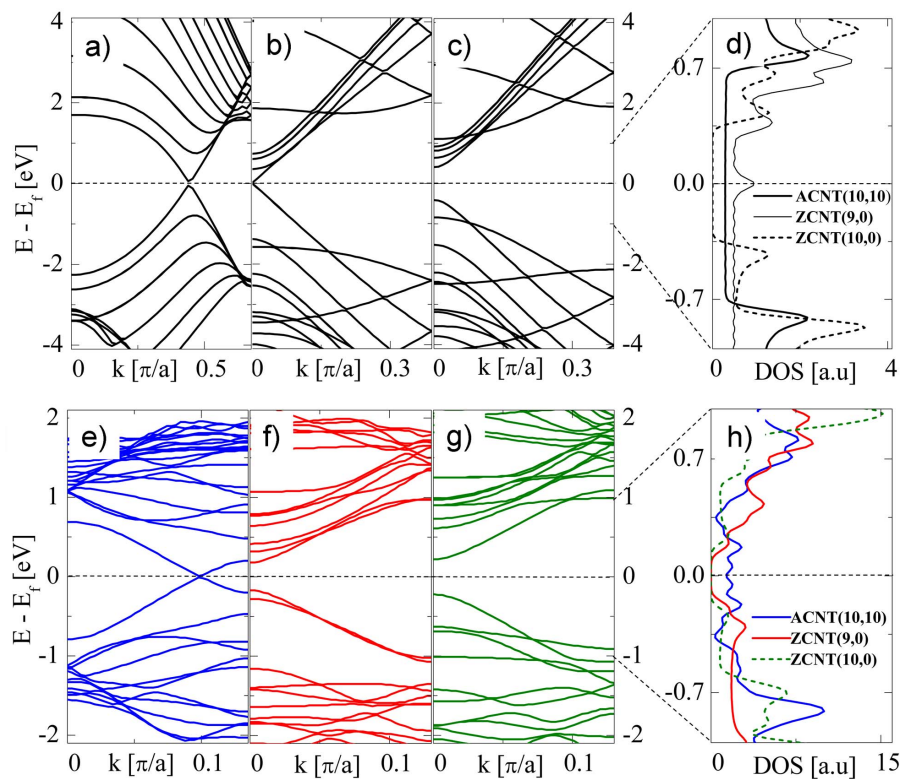 a) b) c) d)
E - E_f [eV]
4
2
0
-2
-4
0 0.5 0 0.3 0 0.3
k [π/a] k [π/a] k [π/a]
4
2
0
-2
-4
0.7
0.0
-0.7
ACNT(10,10)
ZCNT(9,0)
ZCNT(10,0)
0 4
DOS [a.u]
e) f) g) h)
E - E_f [eV]
2
1
0
-1
-2
0 0.1 0 0.1 0 0.1
k [π/a] k [π/a] k [π/a]
2
1
0
-1
-2
0.7
0.0
-0.7
ACNT(10,10)
ZCNT(9,0)
ZCNT(10,0)
0 15
DOS [a.u]